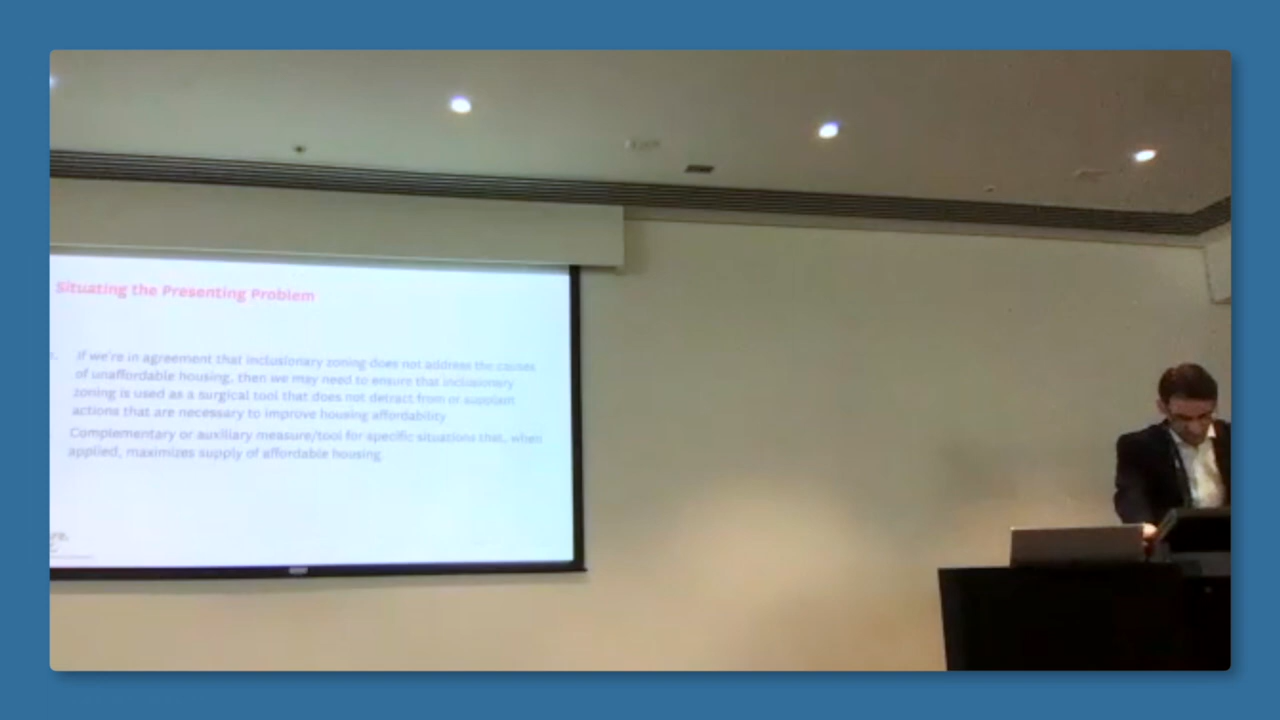 Situating the Presenting Problem
If we're in agreement that inclusionary zoning does not address the causes
of unaffordable housing, then we may need to ensure that inclusionary
zoning is used as a surgical tool that does not detract from or supplant
actions that are necessary to improve housing affordability
Complementary or auxiliary measure/tool for specific situations that, when
applied, maximizes supply of affordable housing